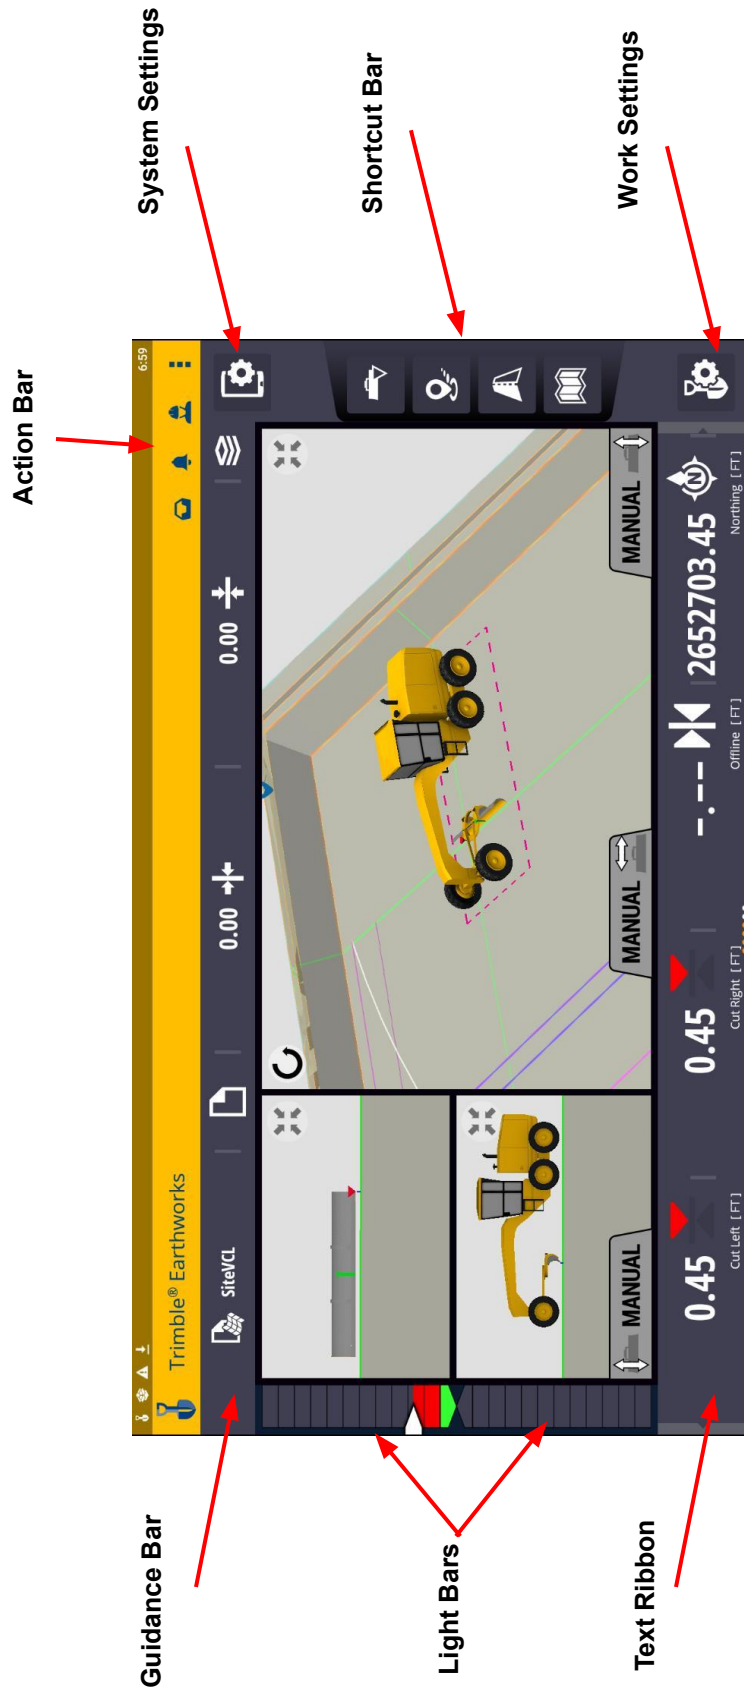 Action Bar
System Settings
Shortcut Bar
Work Settings
Guidance Bar
Light Bars
Text Ribbon
6:59
Trimble® Earthworks
SiteVCL
0.00
0.00
MANUAL
MANUAL
MANUAL
0.45
Cut Left [FT]
0.45
Cut Right [FT]
-.--
Offline [FT]
2652703.45
N
Northing [FT]